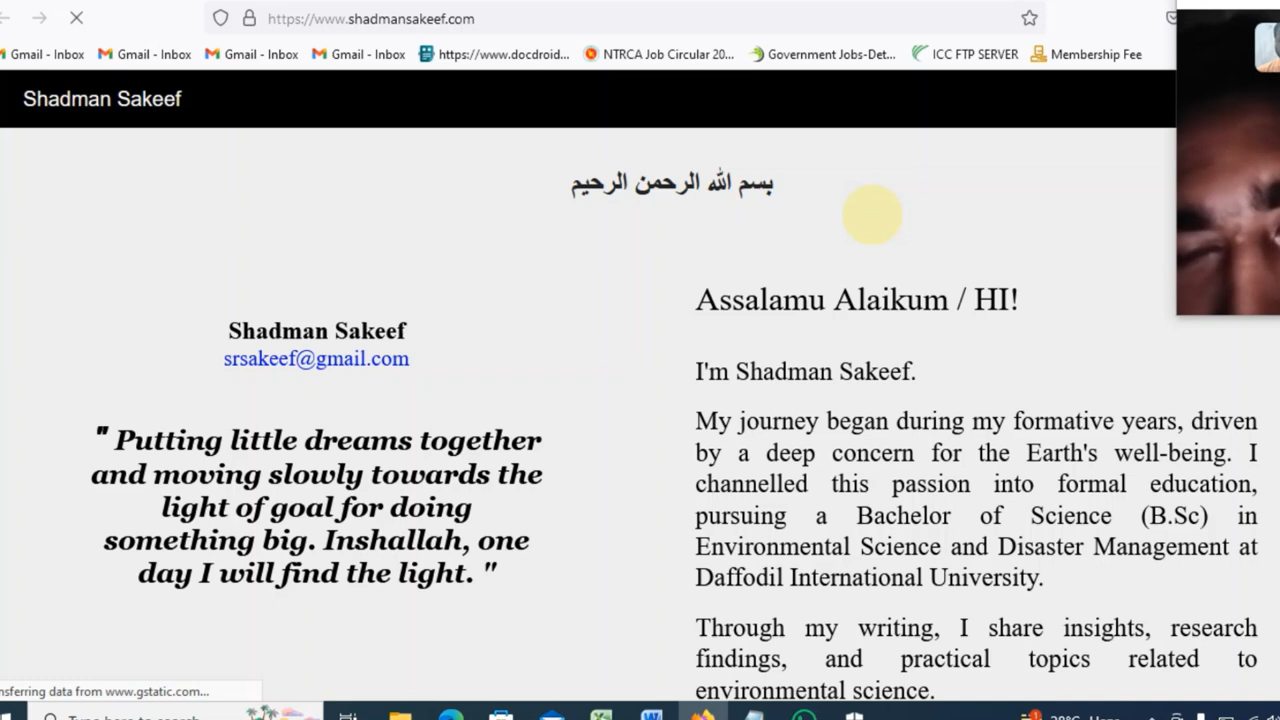 https://www.shadmansakeef.com
Gmail - Inbox
Gmail - Inbox
Gmail - Inbox
Gmail - Inbox
https://www.docdroid...
NTRCA Job Circular 20...
Government Jobs-Det...
ICC FTP SERVER
Membership Fee
Shadman Sakeef
بسم الله الرحمن الرحيم
Shadman Sakeef
srsakeef@gmail.com
" Putting little dreams together
and moving slowly towards the
light of goal for doing
something big. Inshallah, one
day I will find the light. "
Assalamu Alaikum / HI!
I'm Shadman Sakeef.
My journey began during my formative years, driven
by a deep concern for the Earth's well-being. I
channelled this passion into formal education,
pursuing a Bachelor of Science (B.Sc) in
Environmental Science and Disaster Management at
Daffodil International University.
Through my writing, I share insights, research
findings, and practical topics related to
environmental science.
nsferring data from www.gstatic.com...